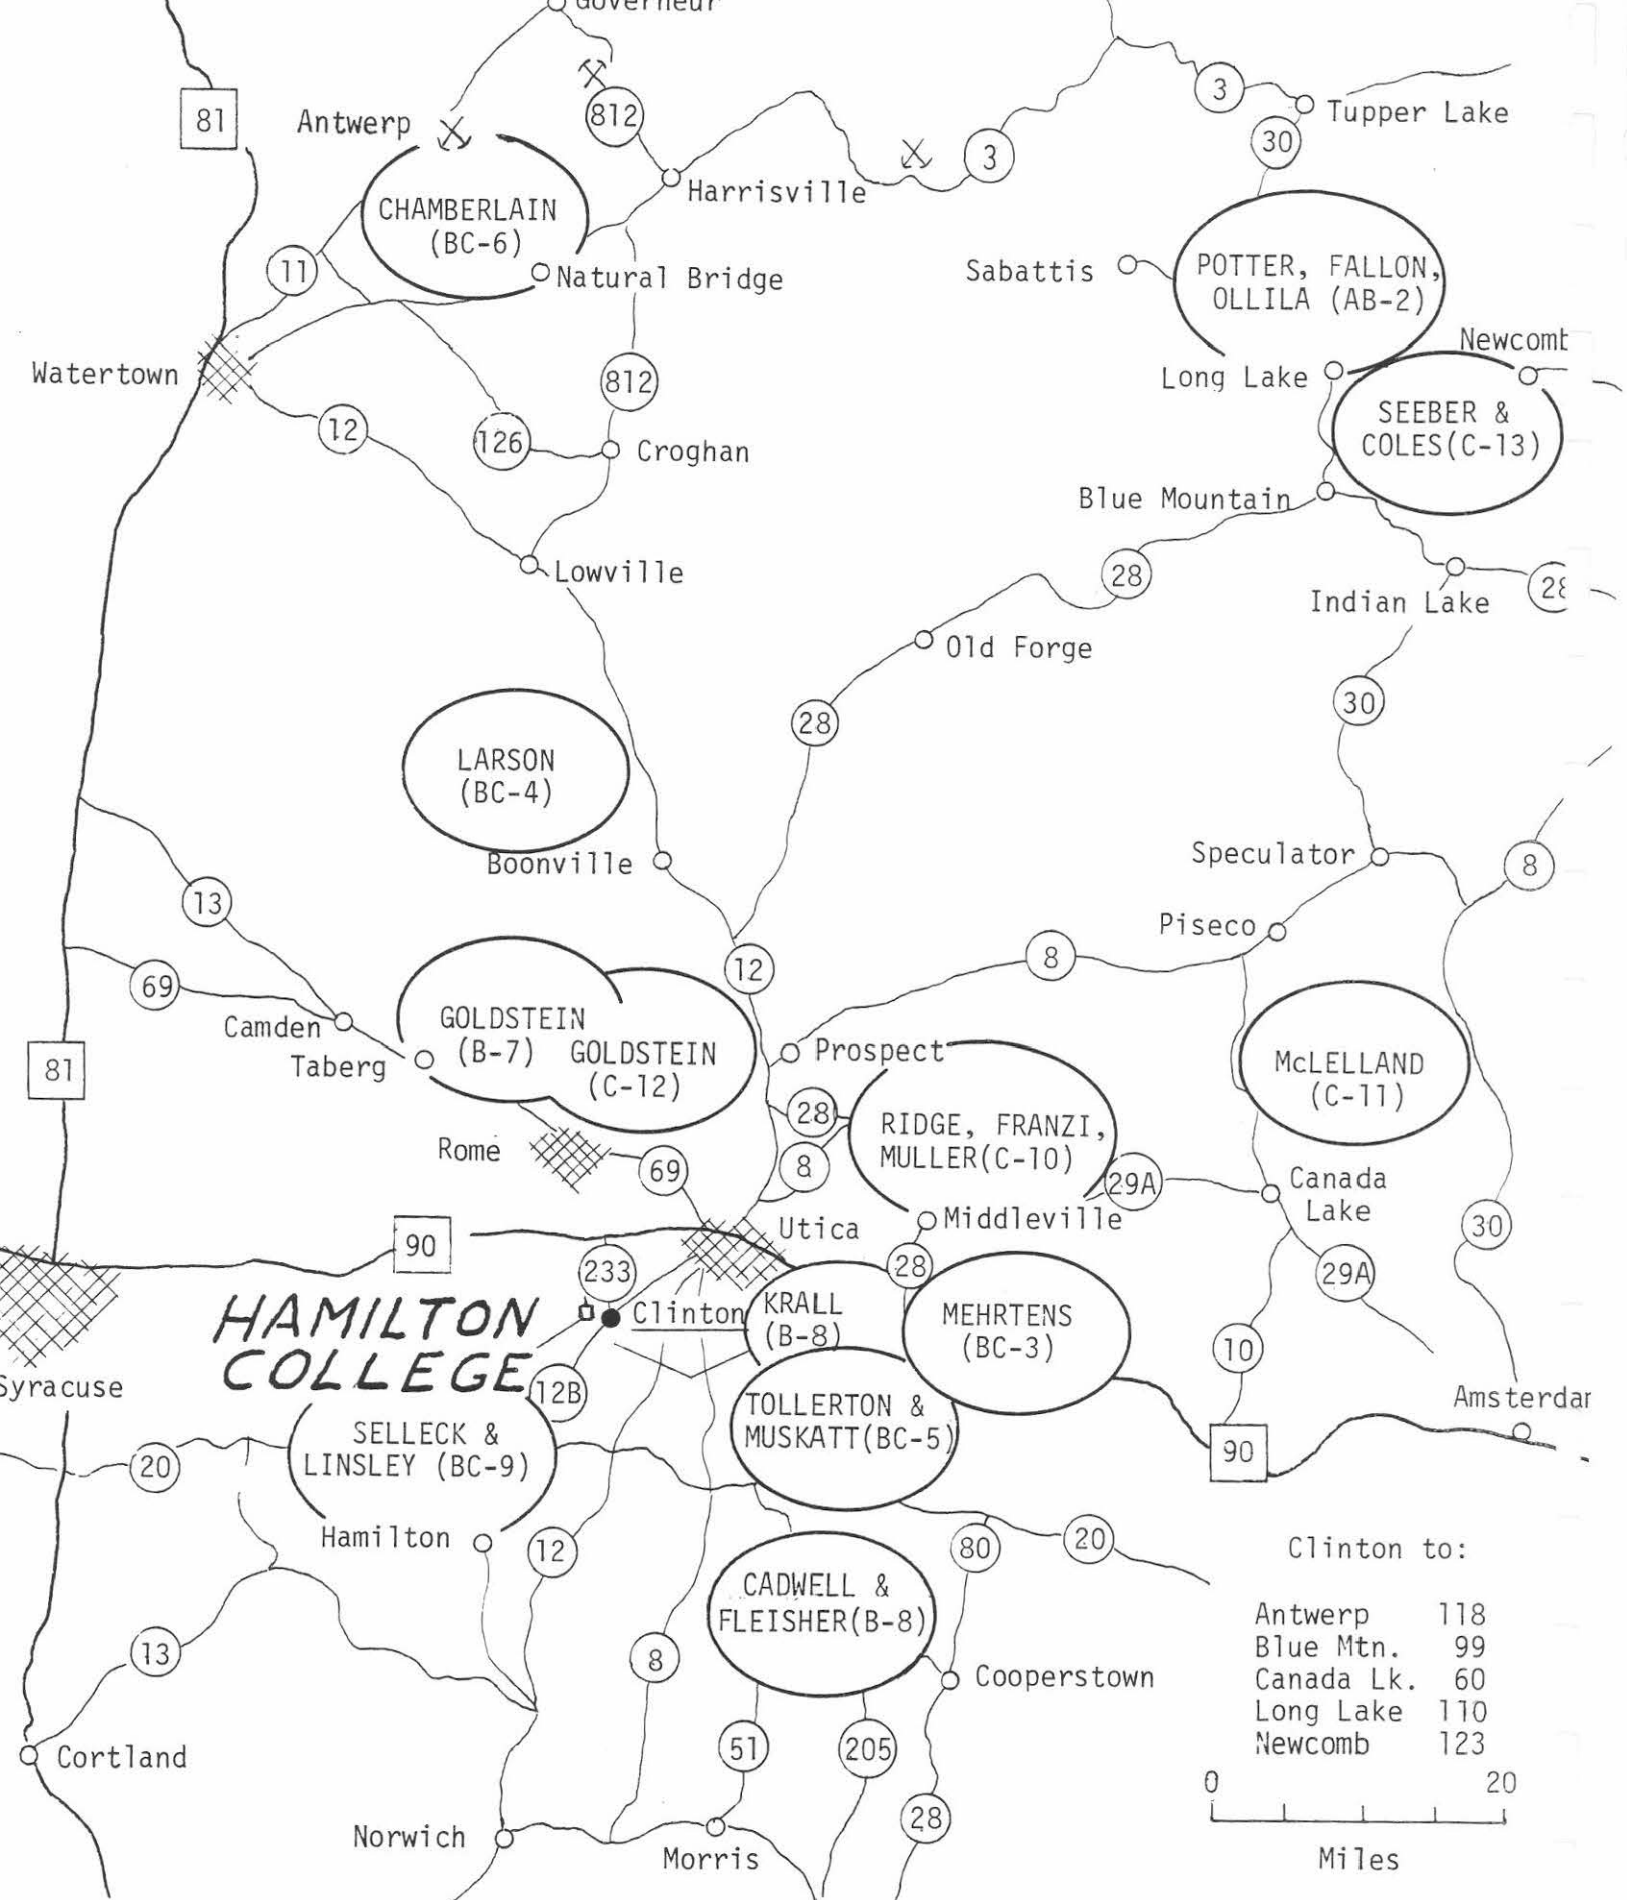 Governeur
81
Antwerp
812
3
Tupper Lake
30
3
Harrisville
CHAMBERLAIN
(BC-6)
11
Natural Bridge
Sabattis
POTTER, FALLON,
OLLILA (AB-2)
Newcomb
Watertown
812
Long Lake
12
126
Croghan
SEEBER &
COLES(C-13)
Blue Mountain
Lowville
28
28
Indian Lake
Old Forge
30
28
LARSON
(BC-4)
Boonville
Speculator
8
13
Piseco
69
12
8
Camden
GOLDSTEIN
(B-7)
GOLDSTEIN
(C-12)
Taberg
Prospect
81
McLELLAND
(C-11)
28
RIDGE, FRANZI,
MULLER(C-10)
Rome
69
8
29A
Canada
Lake
Utica
Middleville
30
90
233
28
29A
HAMILTON
COLLEGE
Clinton
KRALL
(B-8)
MEHRTENS
(BC-3)
10
Syracuse
12B
TOLLERTON &
MUSKATT(BC-5)
Amsterdam
SELLECK &
LINSLEY (BC-9)
20
90
Hamilton
12
80
20
Clinton to:
CADWELL &
FLEISHER(B-8)
Antwerp 118
Blue Mtn. 99
Canada Lk. 60
Long Lake 110
Newcomb 123
13
8
Cooperstown
Cortland
51
205
0 20
28
Norwich
Morris
Miles